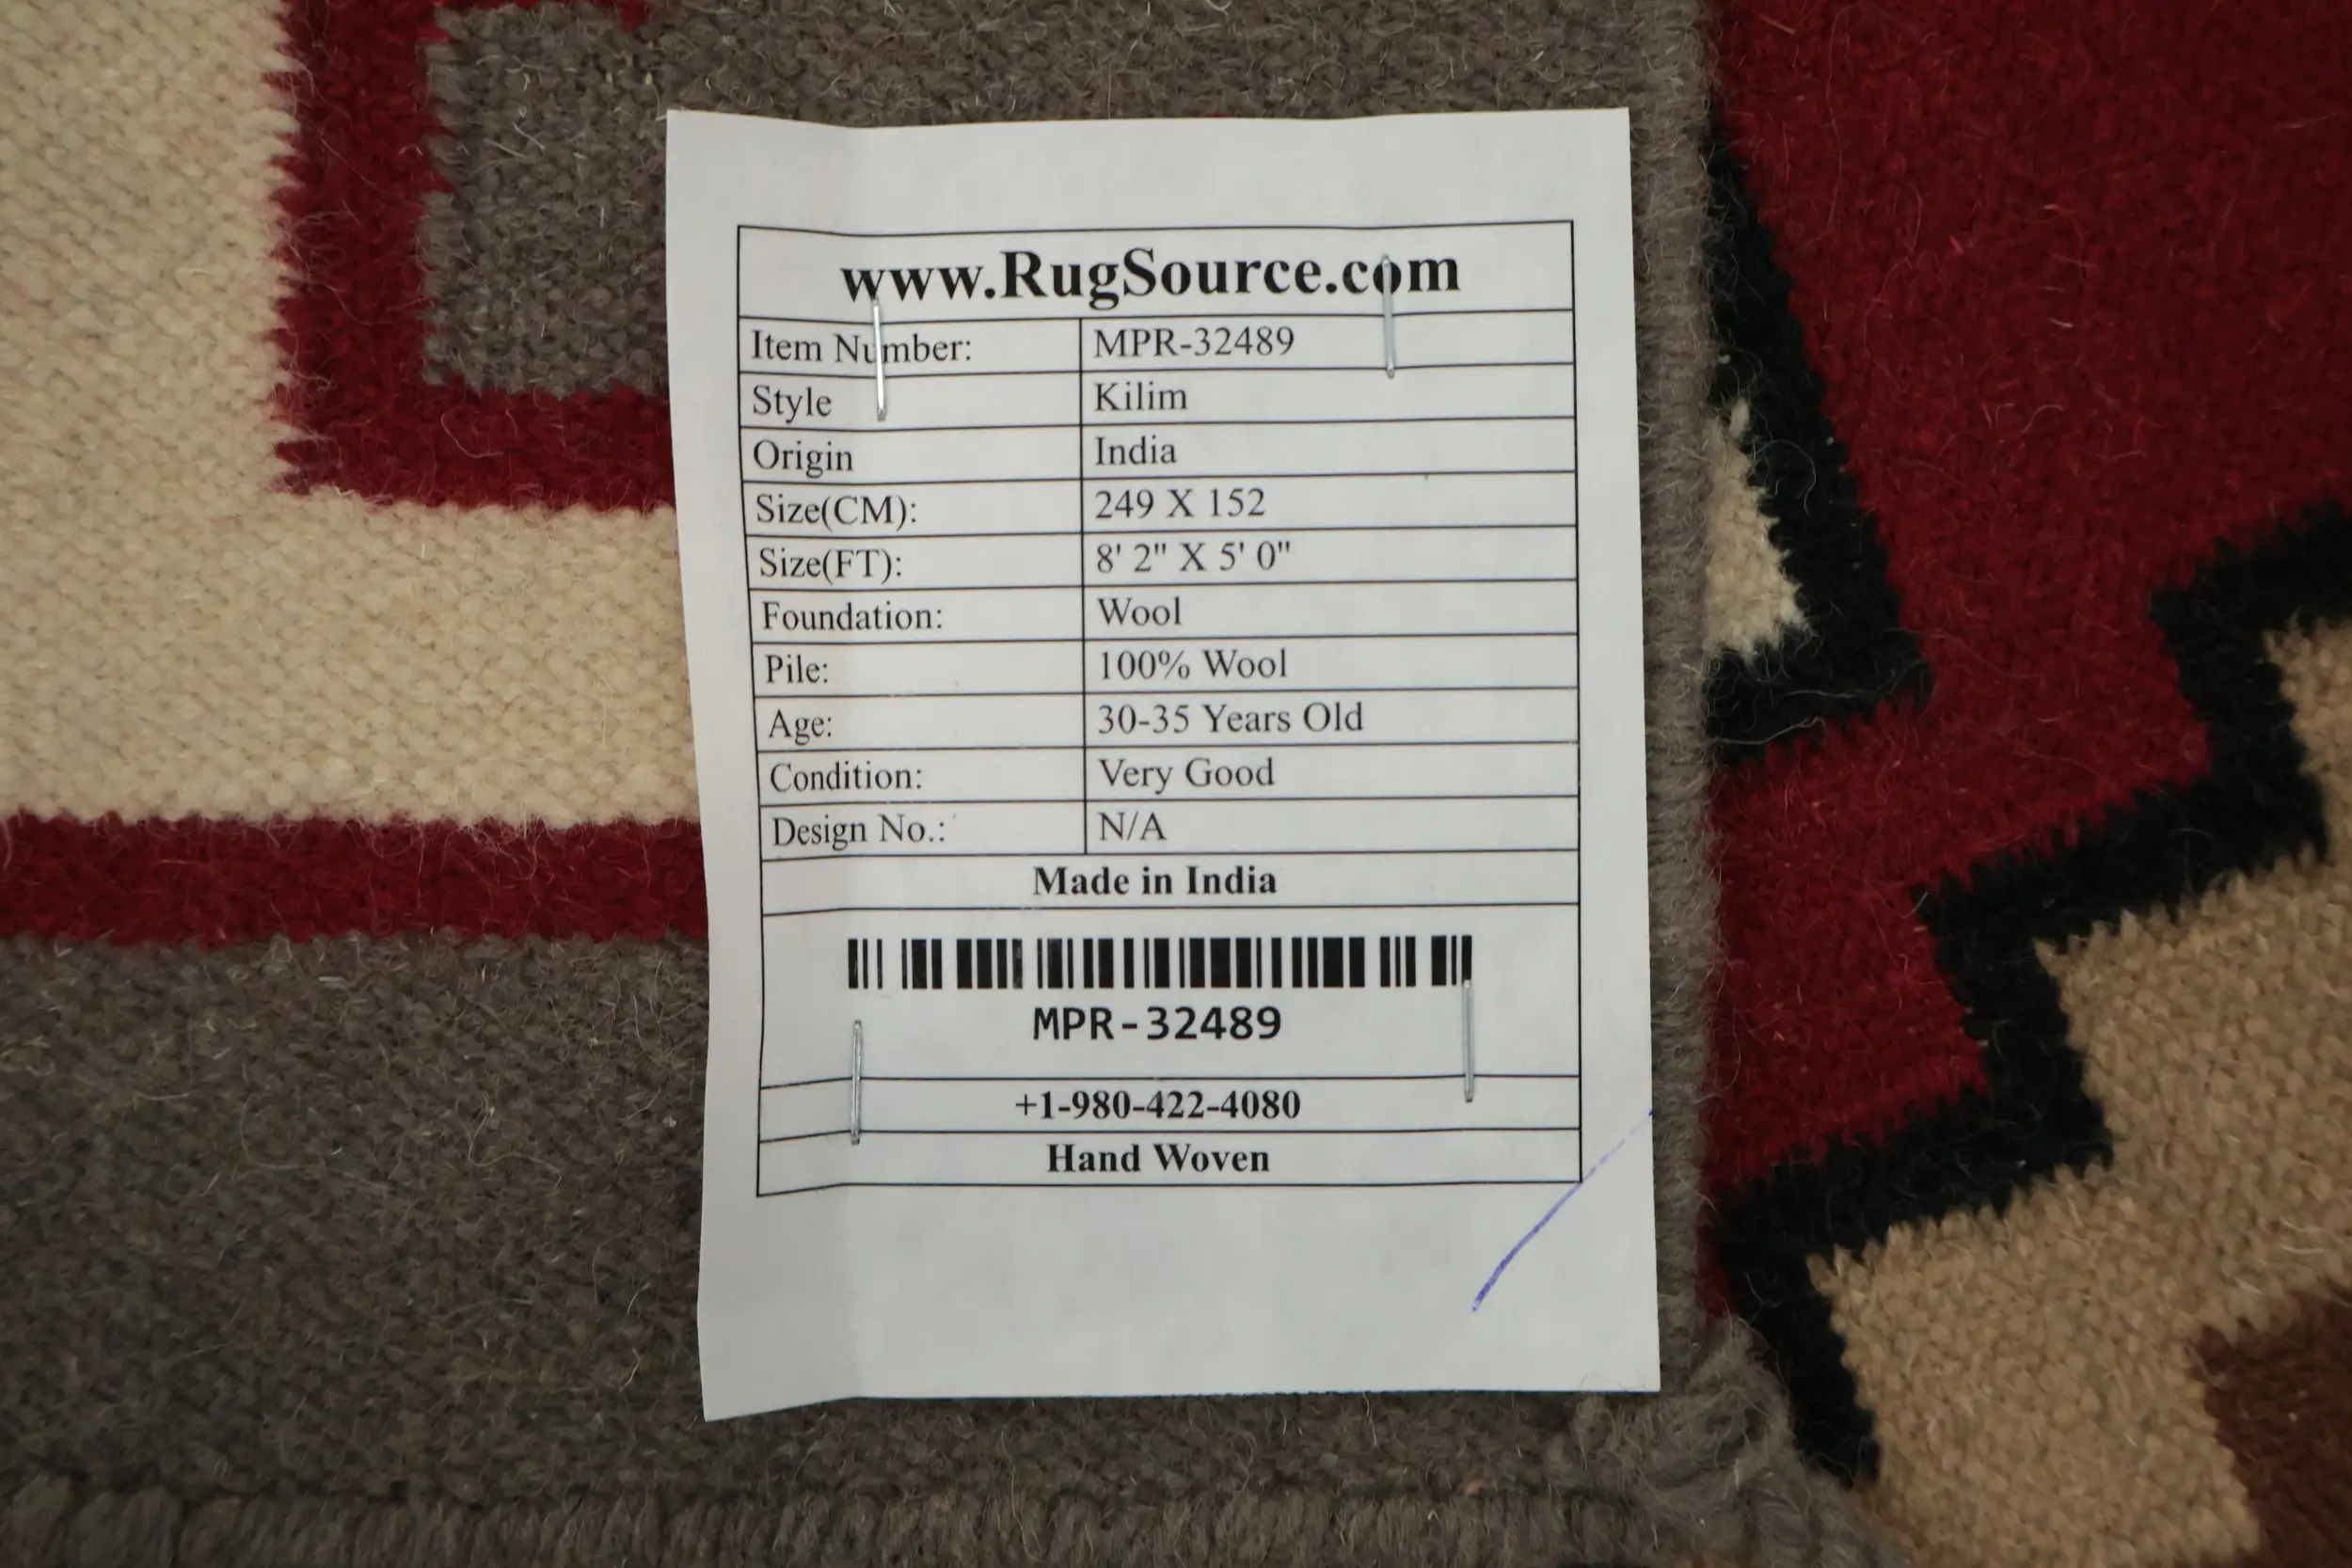 www.RugSource.com
Item Number: MPR-32489
Style Kilim
Origin India
Size(CM): 249 X 152
Size(FT): 8' 2" X 5' 0"
Foundation: Wool
Pile: 100% Wool
Age: 30-35 Years Old
Condition: Very Good
Design No.: N/A
Made in India
MPR-32489
+1-980-422-4080
Hand Woven